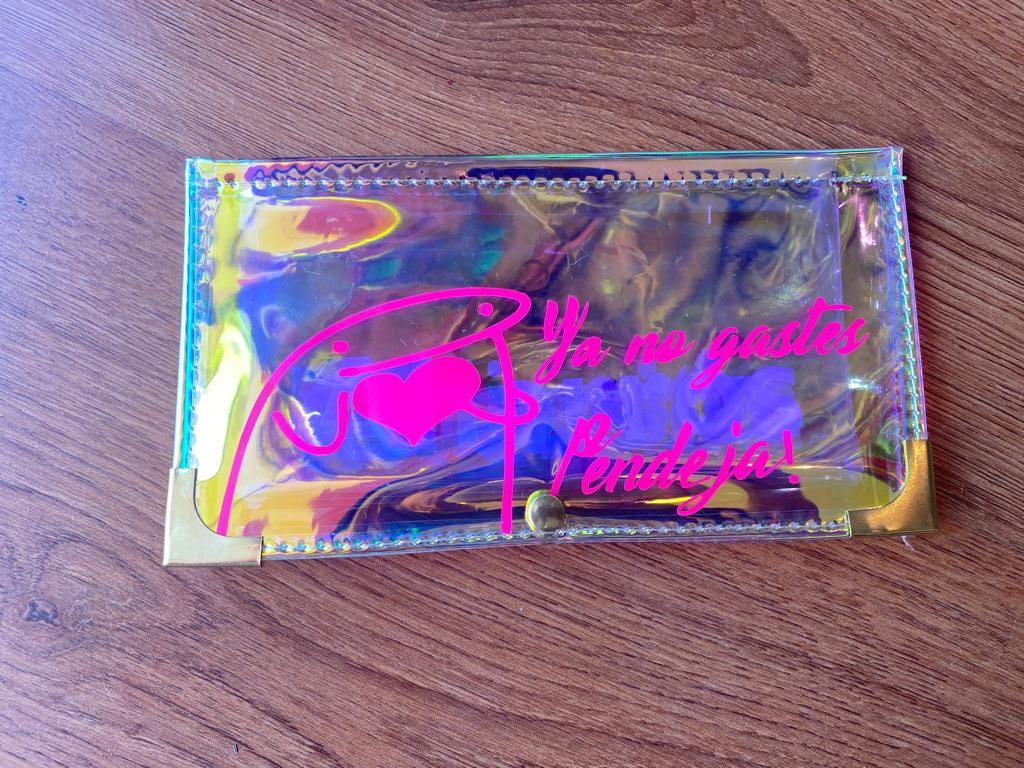 Ya no gastes
Pendeja!